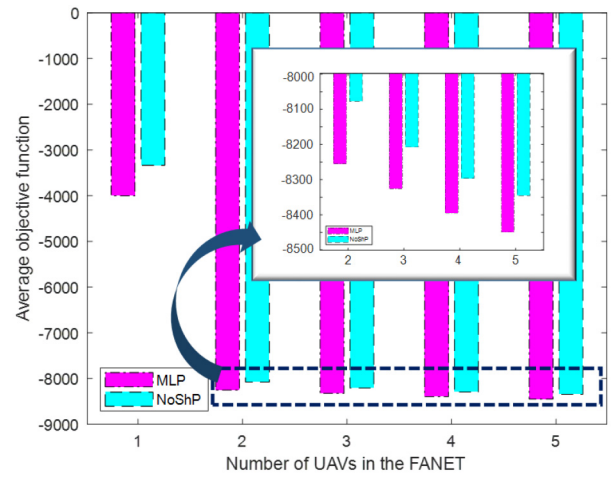 0
-1000
-2000
-3000
-4000
-5000
-6000
-7000
-8000
-9000
Average objective function
-8000
-8100
-8200
-8300
-8400
-8500
MLP
NoShP
2 3 4 5
MLP
NoShP
1 2 3 4 5
Number of UAVs in the FANET